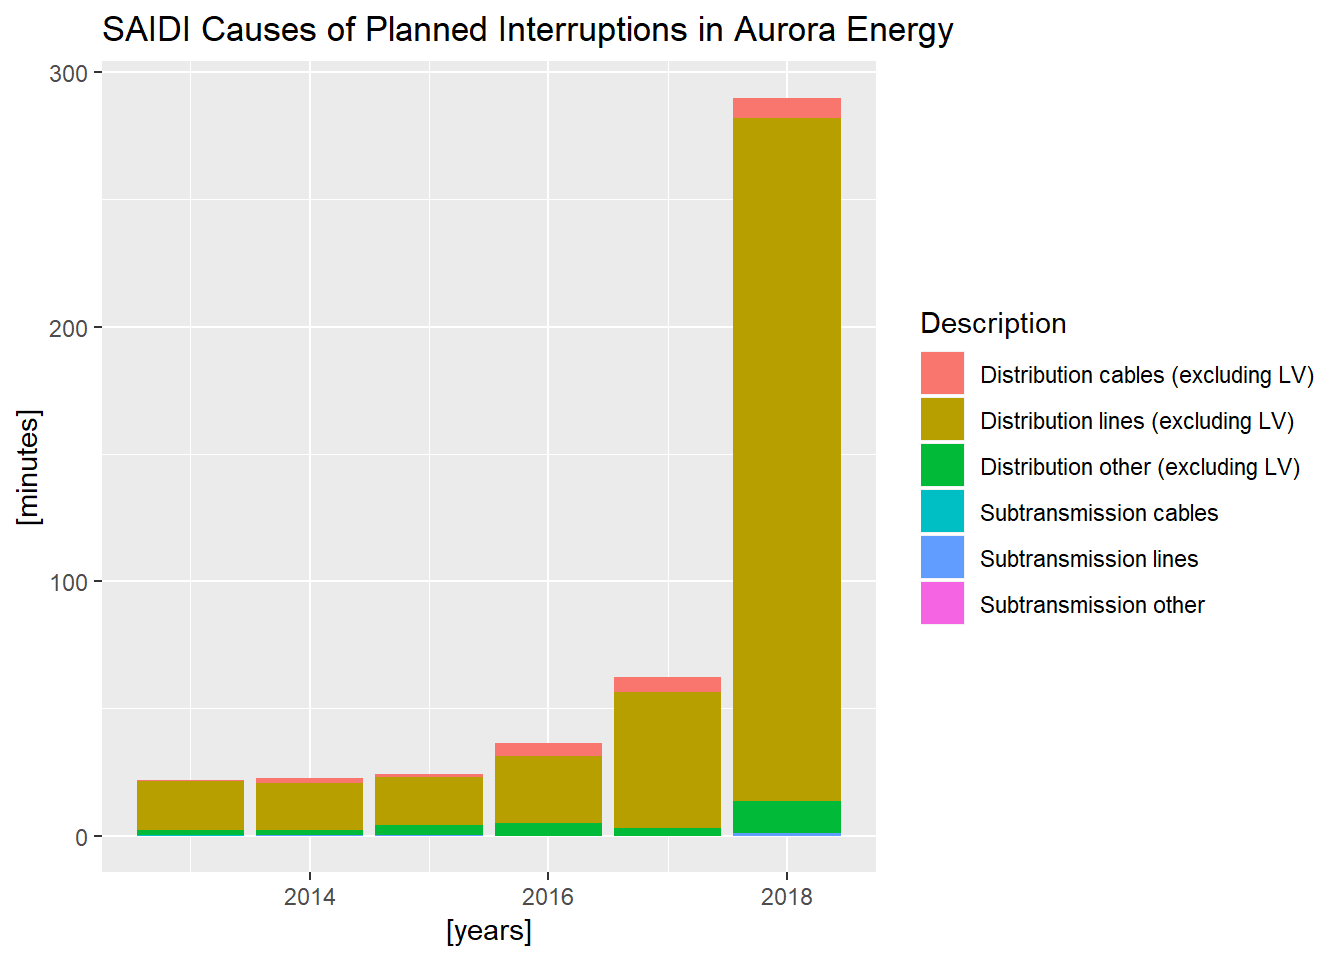 SAIDI Causes of Planned Interruptions in Aurora Energy
300
200
100
0
[minutes]
2014
2016
2018
[years]
Description
Distribution cables (excluding LV)
Distribution lines (excluding LV)
Distribution other (excluding LV)
Subtransmission cables
Subtransmission lines
Subtransmission other